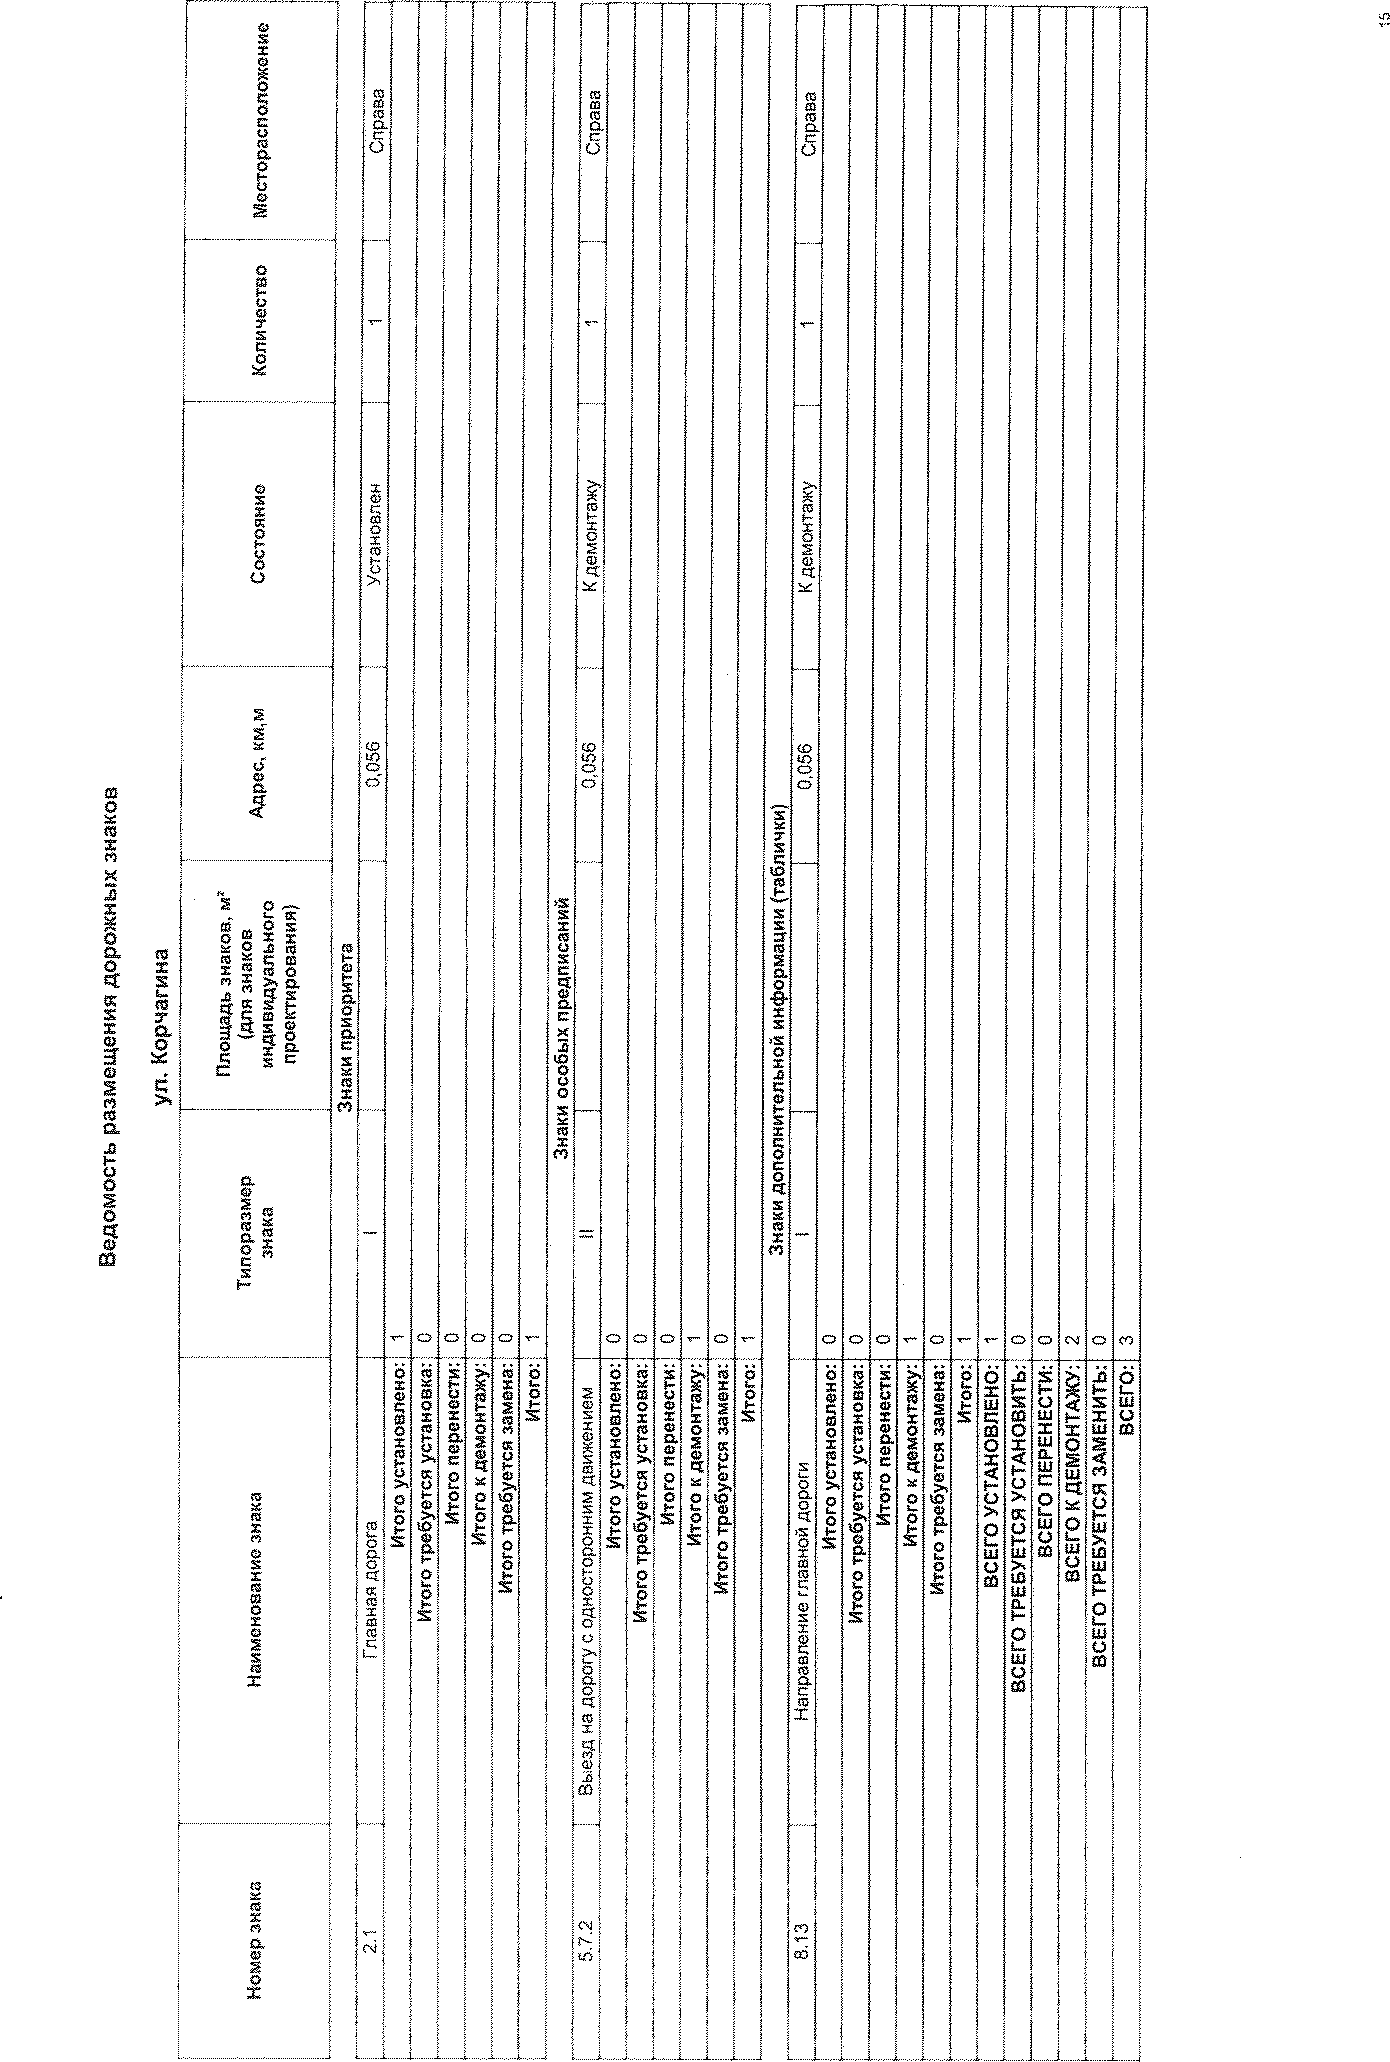 Ведомость размещения дорожных знаков
ул. Корчагина
Номер знака
Наименование знака
Типоразмер
знака
Площадь знаков, м²
(для знаков
индивидуального
проектирования)
Адрес, км,м
Состояние
Количество
Месторасположение
Знаки приоритета
2.1 Главная дорога I 0,056 Установлен 1 Справа
Итого установлено: 1
Итого требуется установка: 0
Итого перенести: 0
Итого к демонтажу: 0
Итого требуется замена: 0
Итого: 1
Знаки особых предписаний
5.7.2 Выезд на дорогу с односторонним движением II 0,056 К демонтажу 1 Справа
Итого установлено: 0
Итого требуется установка: 0
Итого перенести: 0
Итого к демонтажу: 1
Итого требуется замена: 0
Итого: 1
Знаки дополнительной информации (таблички)
8.13 Направление главной дороги I 0,056 К демонтажу 1 Справа
Итого установлено: 0
Итого требуется установка: 0
Итого перенести: 0
Итого к демонтажу: 1
Итого требуется замена: 0
Итого: 1
ВСЕГО УСТАНОВЛЕНО: 1
ВСЕГО ТРЕБУЕТСЯ УСТАНОВИТЬ: 0
ВСЕГО ПЕРЕНЕСТИ: 0
ВСЕГО К ДЕМОНТАЖУ: 2
ВСЕГО ТРЕБУЕТСЯ ЗАМЕНИТЬ: 0
ВСЕГО: 3
15